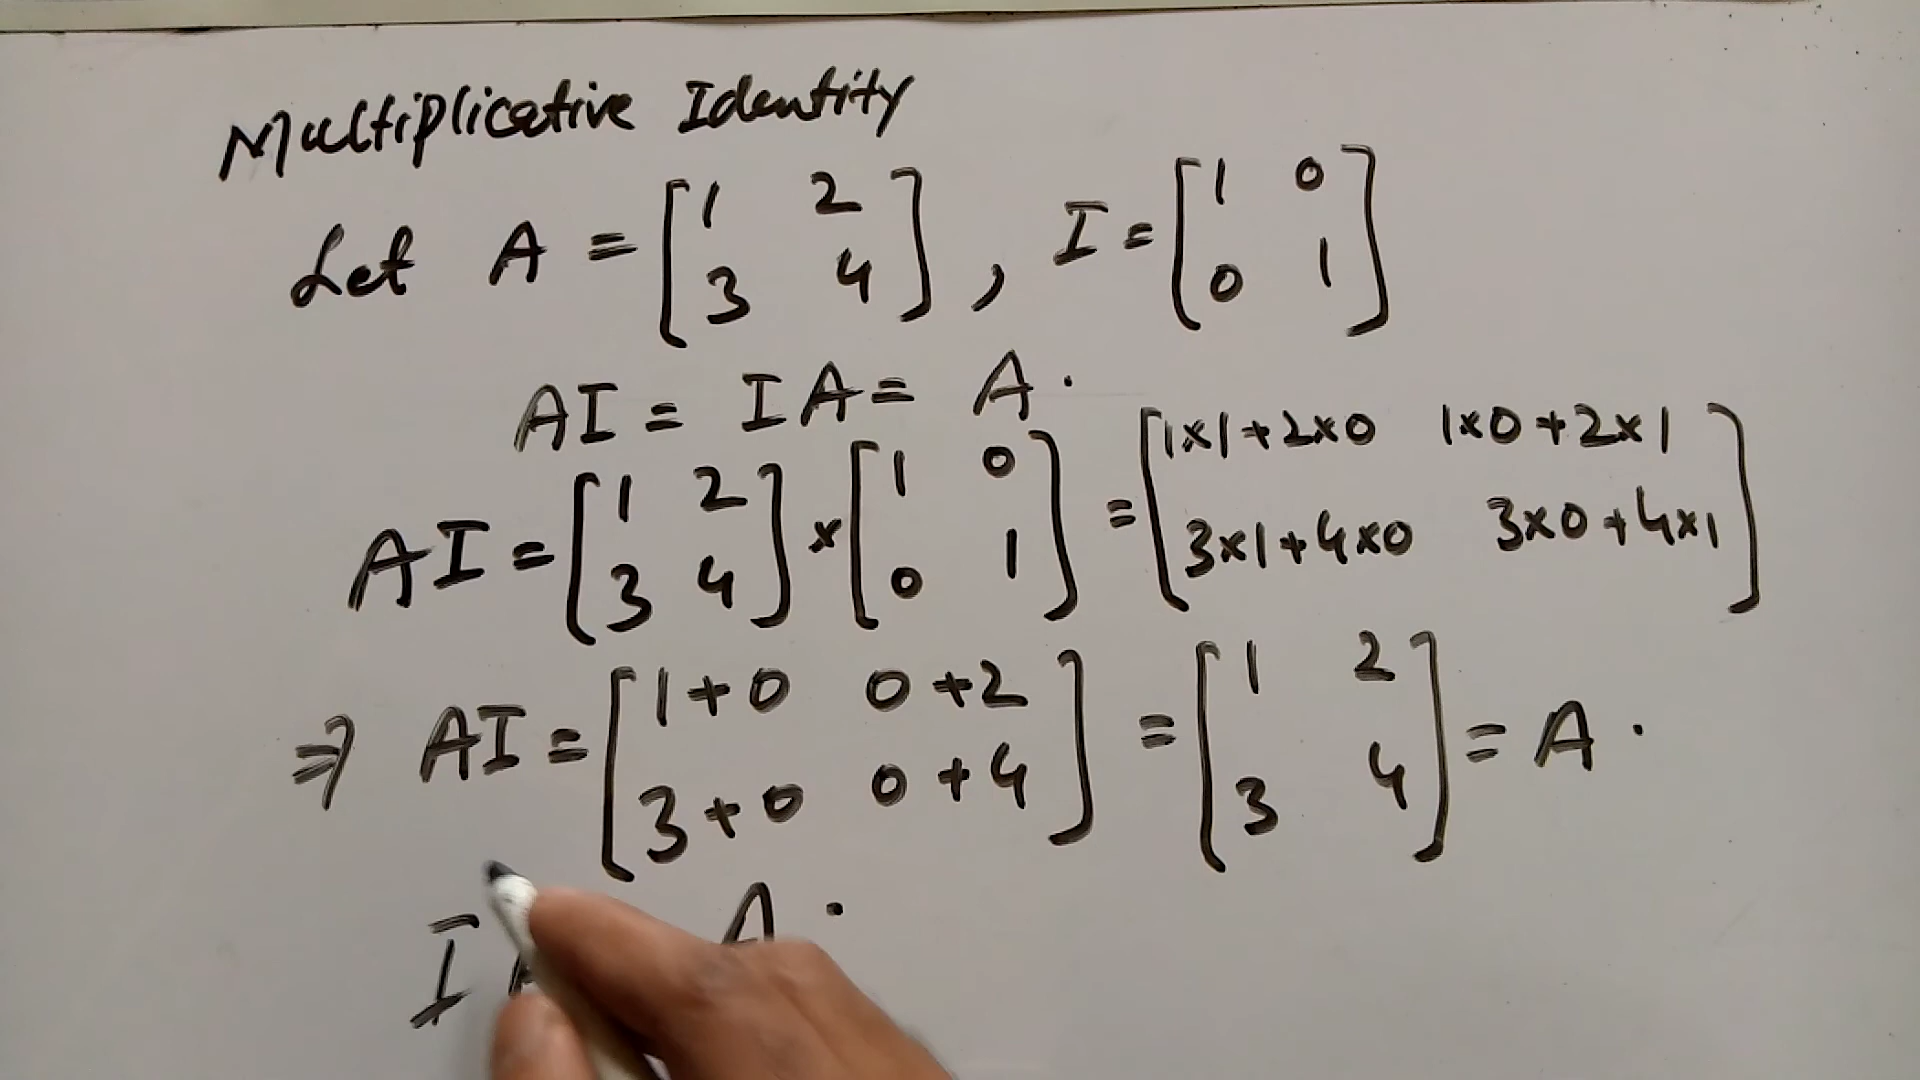 Multiplicative Identity
Let A = [1 2 3 4], I = [1 0 0 1]
AI = IA = A.
AI = [1 2 3 4] × [1 0 0 1] = [1×1+2×0 1×0+2×1 3×1+4×0 3×0+4×1]
⇒ AI = [1+0 0+2 3+0 0+4] = [1 2 3 4] = A.
I A.